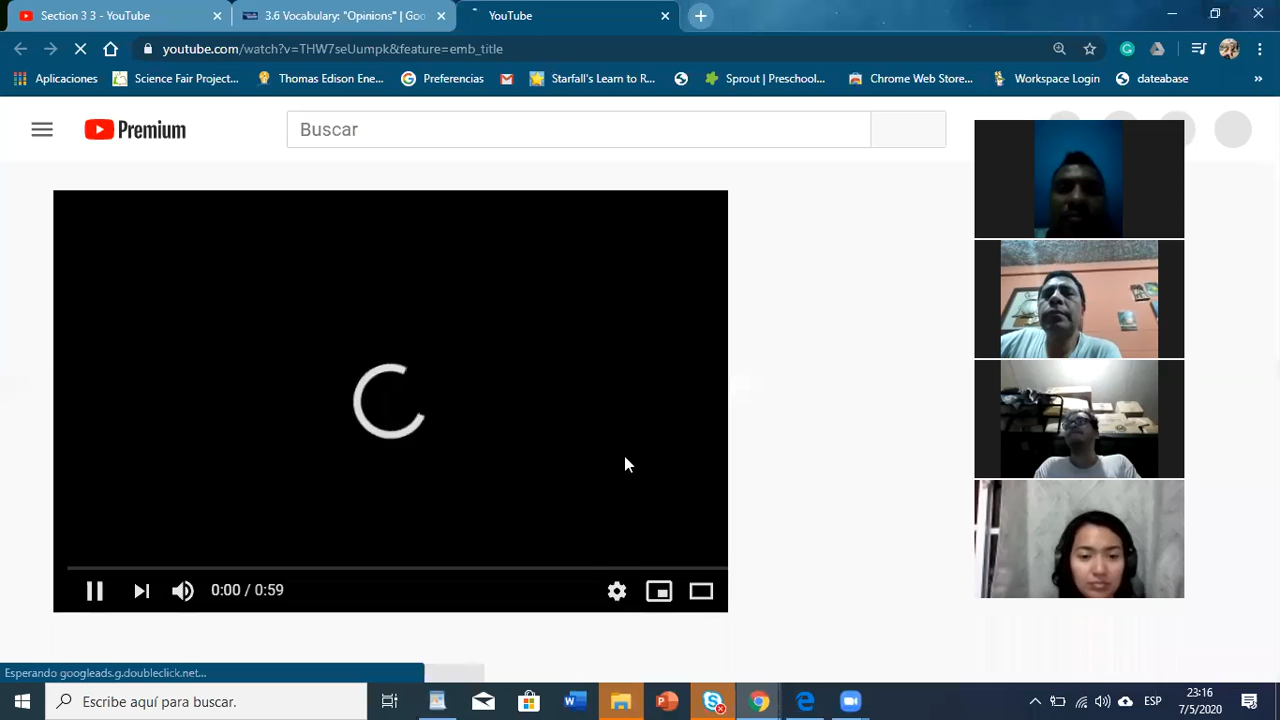 Section 3 3 - YouTube
3.6 Vocabulary: "Opinions" | Goo
YouTube
youtube.com/watch?v=THW7seUumpk&feature=emb_title
Aplicaciones
Science Fair Project...
Thomas Edison Ene...
Preferencias
Starfall's Learn to R...
Sprout | Preschool...
Chrome Web Store...
Workspace Login
dateabase
»
Premium
Buscar
0:00 / 0:59
Esperando googleads.g.doubleclick.net...
Escribe aquí para buscar.
ESP
23:16
7/5/2020